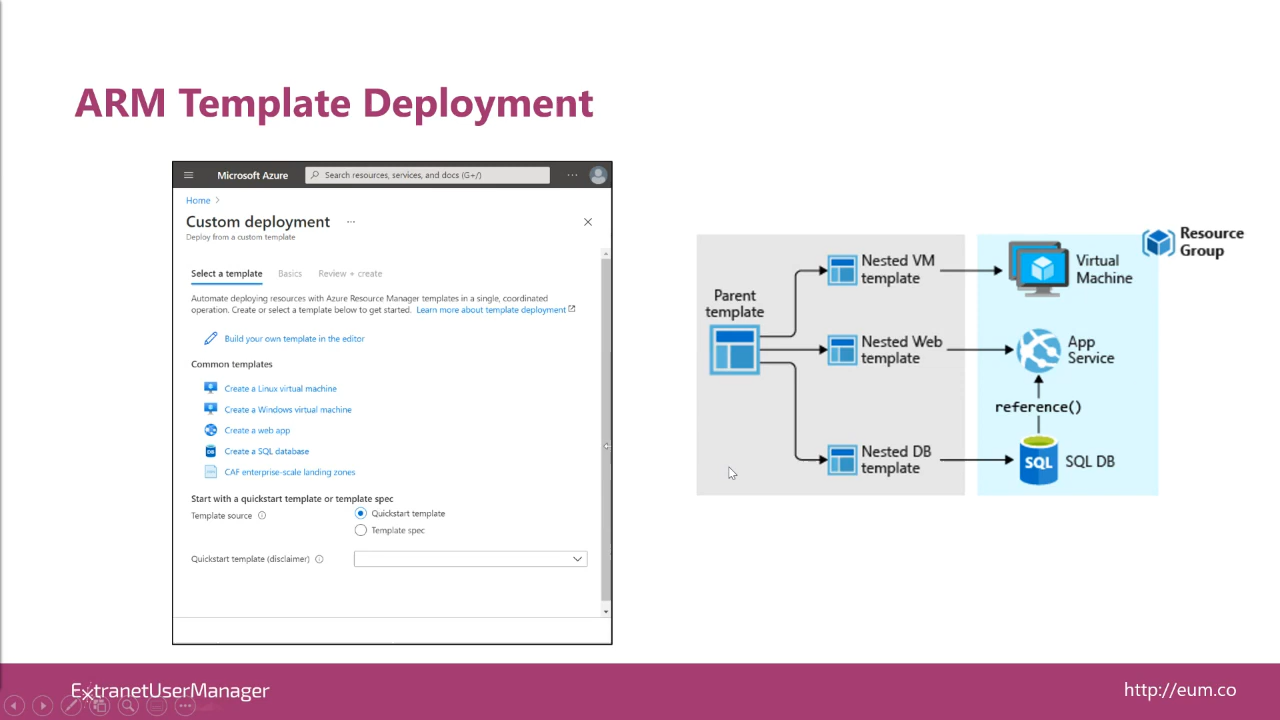 ARM Template Deployment
Microsoft Azure
Search resources, services, and docs (G+/)
...
Home >
Custom deployment ...
Deploy from a custom template
Select a template Basics Review + create
Automate deploying resources with Azure Resource Manager templates in a single, coordinated
operation. Create or select a template below to get started. Learn more about template deployment
Build your own template in the editor
Common templates
Create a Linux virtual machine
Create a Windows virtual machine
Create a web app
Create a SQL database
CAF enterprise-scale landing zones
Start with a quickstart template or template spec
Template source
Quickstart template
Template spec
Quickstart template (disclaimer)
Parent
template
Nested VM
template
Nested Web
template
Nested DB
template
Resource
Group
Virtual
Machine
App
Service
reference()
SQL
SQL DB
ExtranetUserManager
http://eum.co